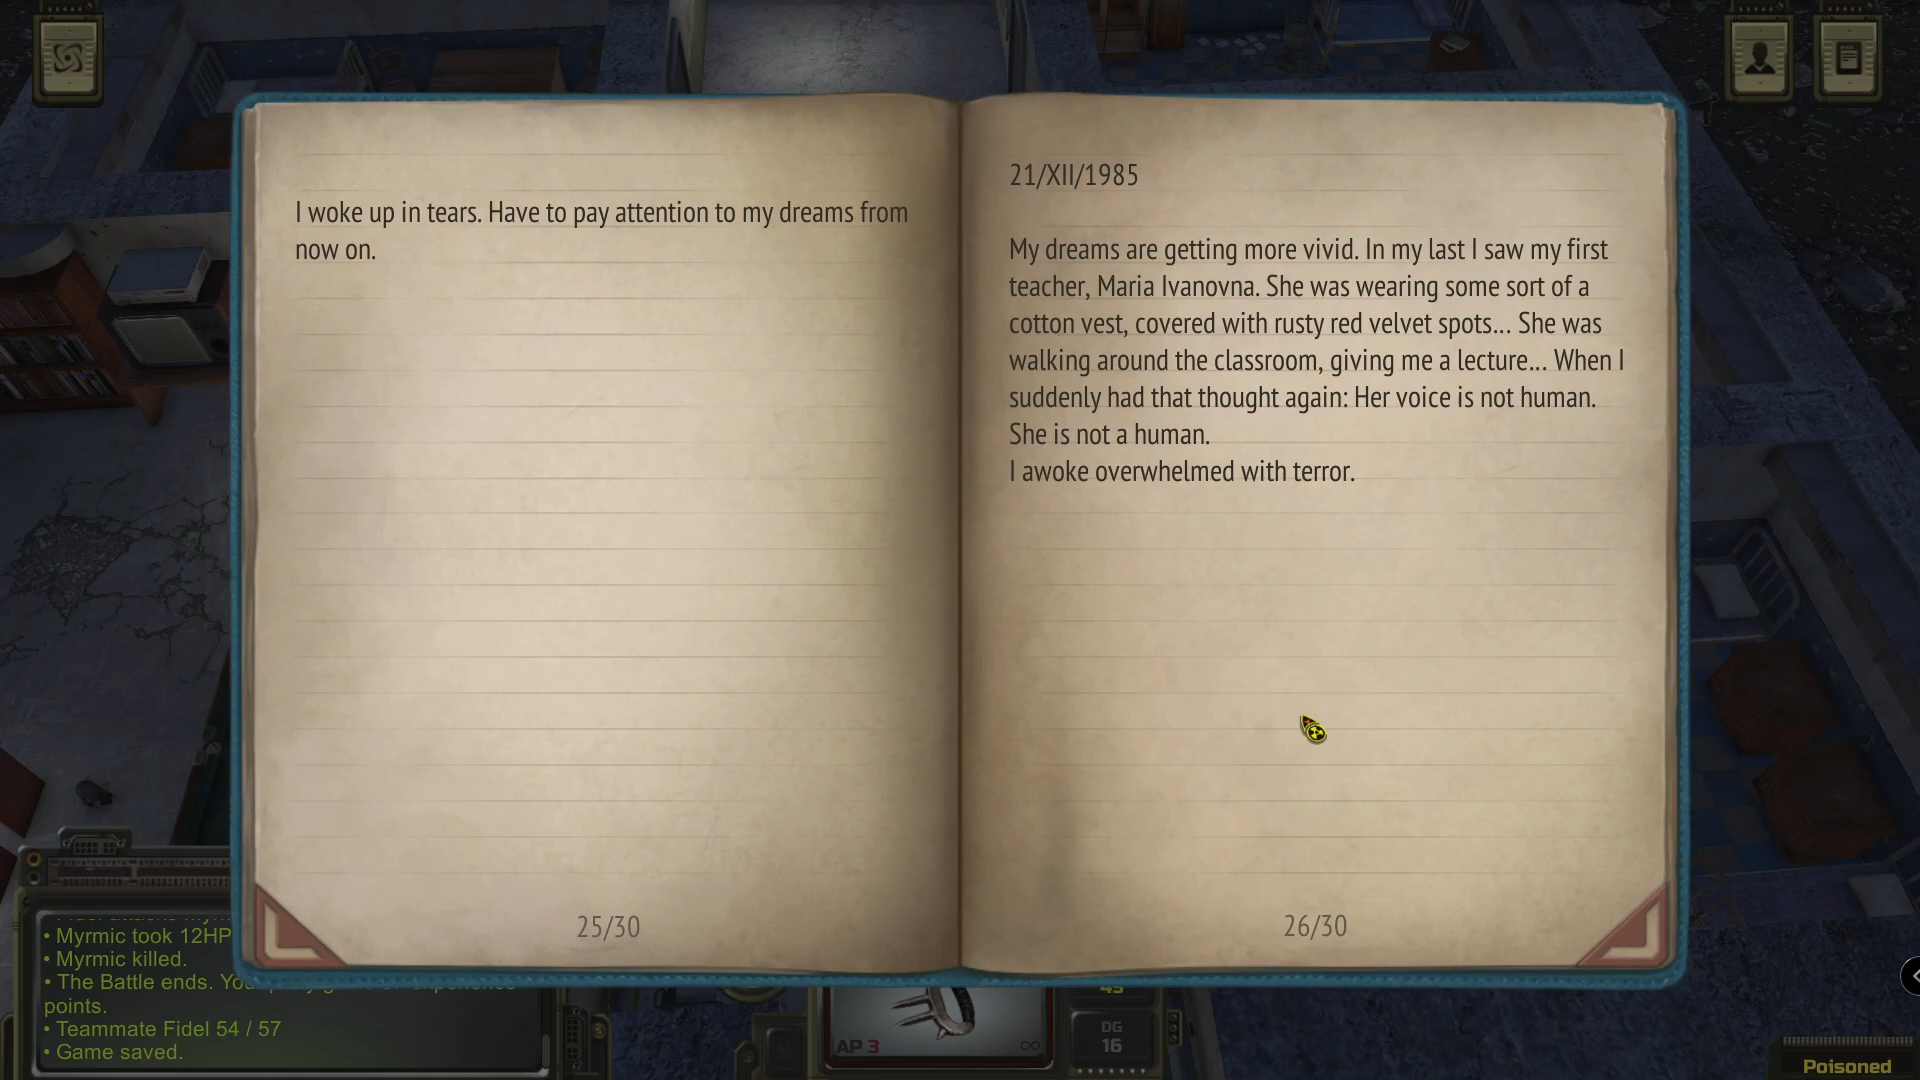 I woke up in tears. Have to pay attention to my dreams from
now on.
25/30
21/XII/1985
My dreams are getting more vivid. In my last I saw my first
teacher, Maria Ivanovna. She was wearing some sort of a
cotton vest, covered with rusty red velvet spots... She was
walking around the classroom, giving me a lecture... When I
suddenly had that thought again: Her voice is not human.
She is not a human.
I awoke overwhelmed with terror.
26/30
• Myrmic took 12HP
• Myrmic killed.
• The Battle ends.
points.
• Teammate Fidel 54 / 57
• Game saved.
AP 3
∞
DG
16
Poisoned